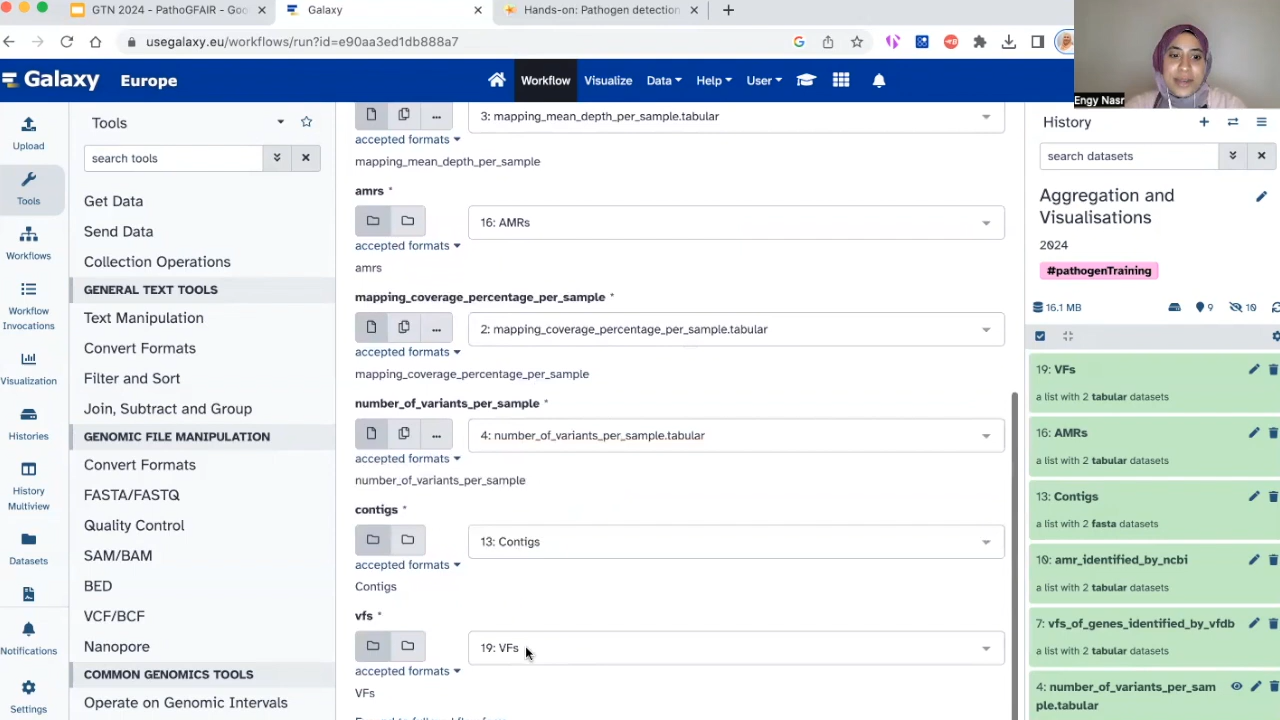 GTN 2024 - PathoGFAIR - Goo
Galaxy
Hands-on: Pathogen detection
usegalaxy.eu/workflows/run?id=e90aa3ed1db888a7
Galaxy
Europe
Workflow
Visualize
Data
Help
User
Engy Nasr
Upload
Tools
Workflows
Workflow
Invocations
Visualization
Histories
History
Multiview
Datasets
Notifications
Settings
Tools
search tools
Get Data
Send Data
Collection Operations
GENERAL TEXT TOOLS
Text Manipulation
Convert Formats
Filter and Sort
Join, Subtract and Group
GENOMIC FILE MANIPULATION
Convert Formats
FASTA/FASTQ
Quality Control
SAM/BAM
BED
VCF/BCF
Nanopore
COMMON GENOMICS TOOLS
Operate on Genomic Intervals
3: mapping_mean_depth_per_sample.tabular
accepted formats
mapping_mean_depth_per_sample
amrs *
16: AMRs
accepted formats
amrs
mapping_coverage_percentage_per_sample *
2: mapping_coverage_percentage_per_sample.tabular
accepted formats
mapping_coverage_percentage_per_sample
number_of_variants_per_sample *
4: number_of_variants_per_sample.tabular
accepted formats
number_of_variants_per_sample
contigs *
13: Contigs
accepted formats
Contigs
vfs *
19: VFs
accepted formats
VFs
History
search datasets
Aggregation and
Visualisations
2024
#pathogenTraining
16.1 MB
9
10
19: VFs
a list with 2 tabular datasets
16: AMRs
a list with 2 tabular datasets
13: Contigs
a list with 2 fasta datasets
10: amr_identified_by_ncbi
a list with 2 tabular datasets
7: vfs_of_genes_identified_by_vfdb
a list with 2 tabular datasets
4: number_of_variants_per_sam
ple.tabular